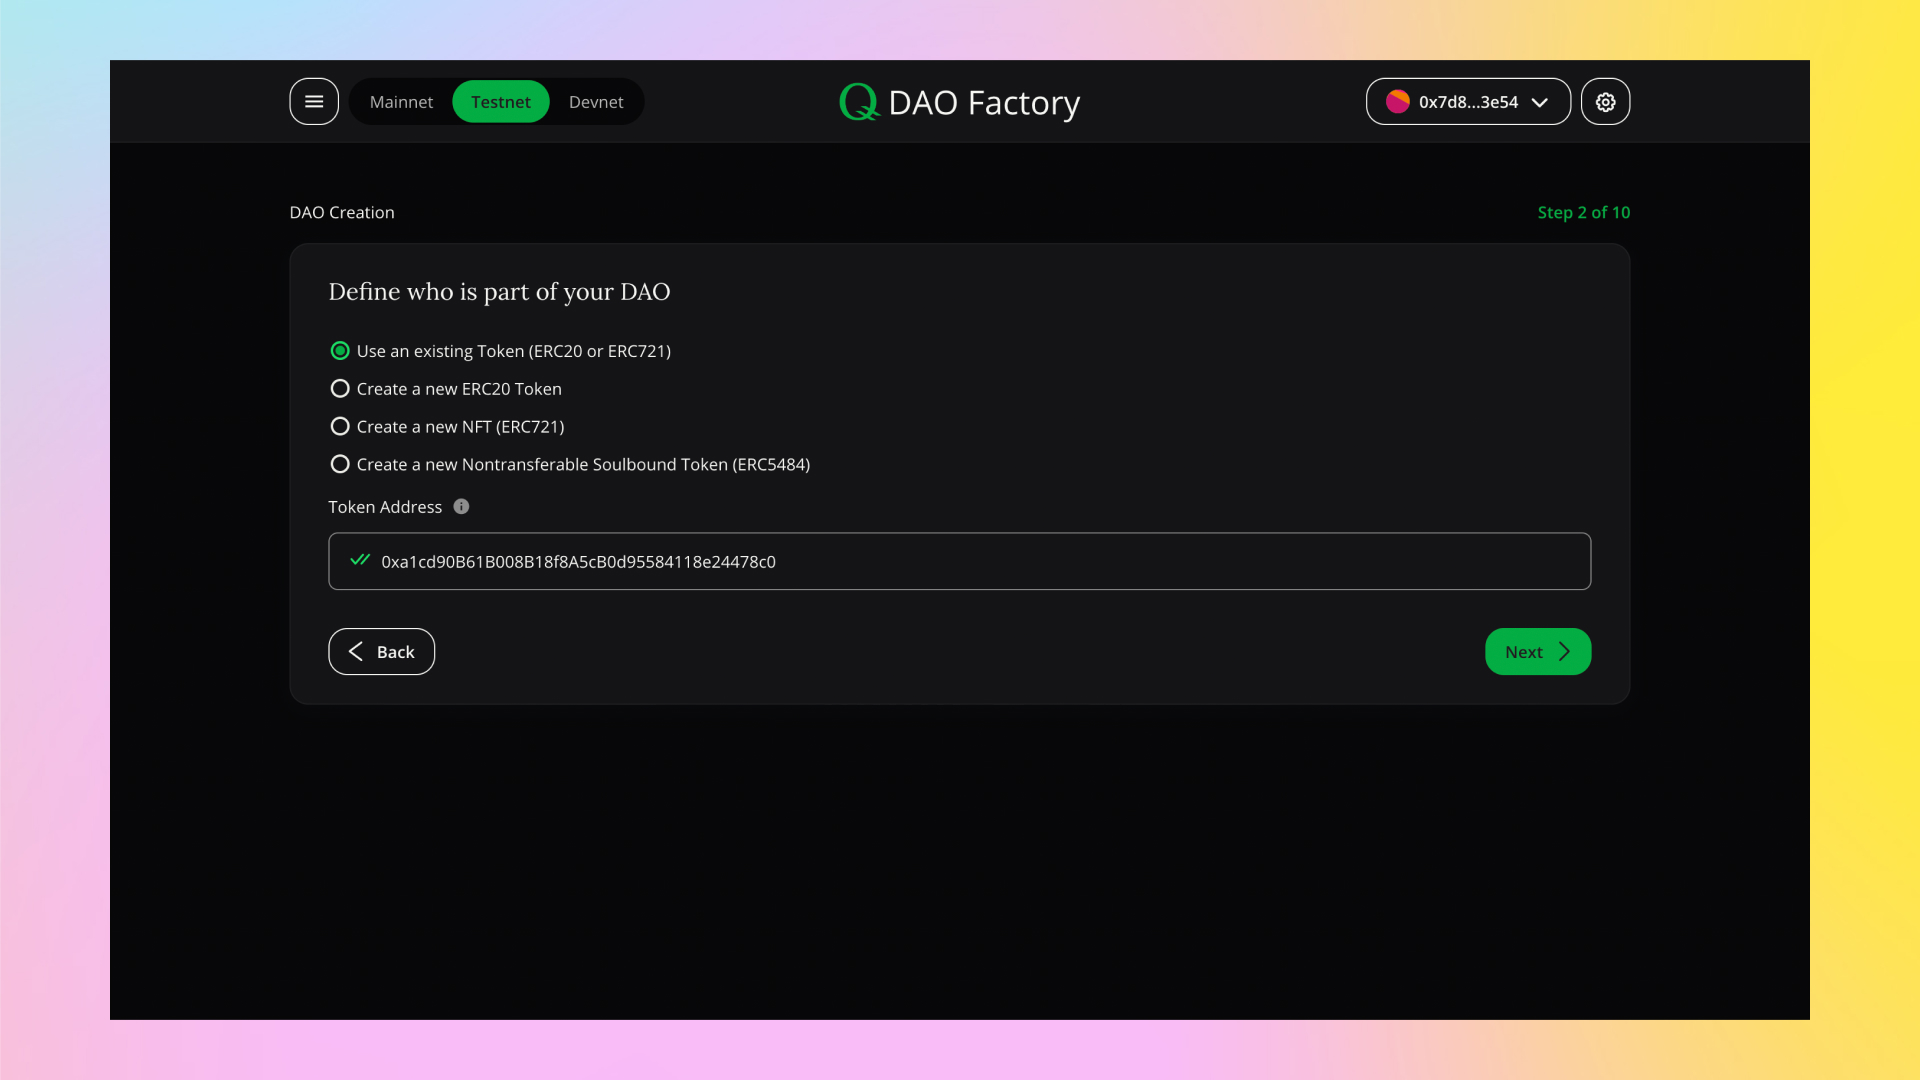 Mainnet Testnet Devnet
Q DAO Factory
0x7d8...3e54
DAO Creation
Step 2 of 10
Define who is part of your DAO
Use an existing Token (ERC20 or ERC721)
Create a new ERC20 Token
Create a new NFT (ERC721)
Create a new Nontransferable Soulbound Token (ERC5484)
Token Address
0xa1cd90B61B008B18f8A5cB0d95584118e24478c0
Back
Next